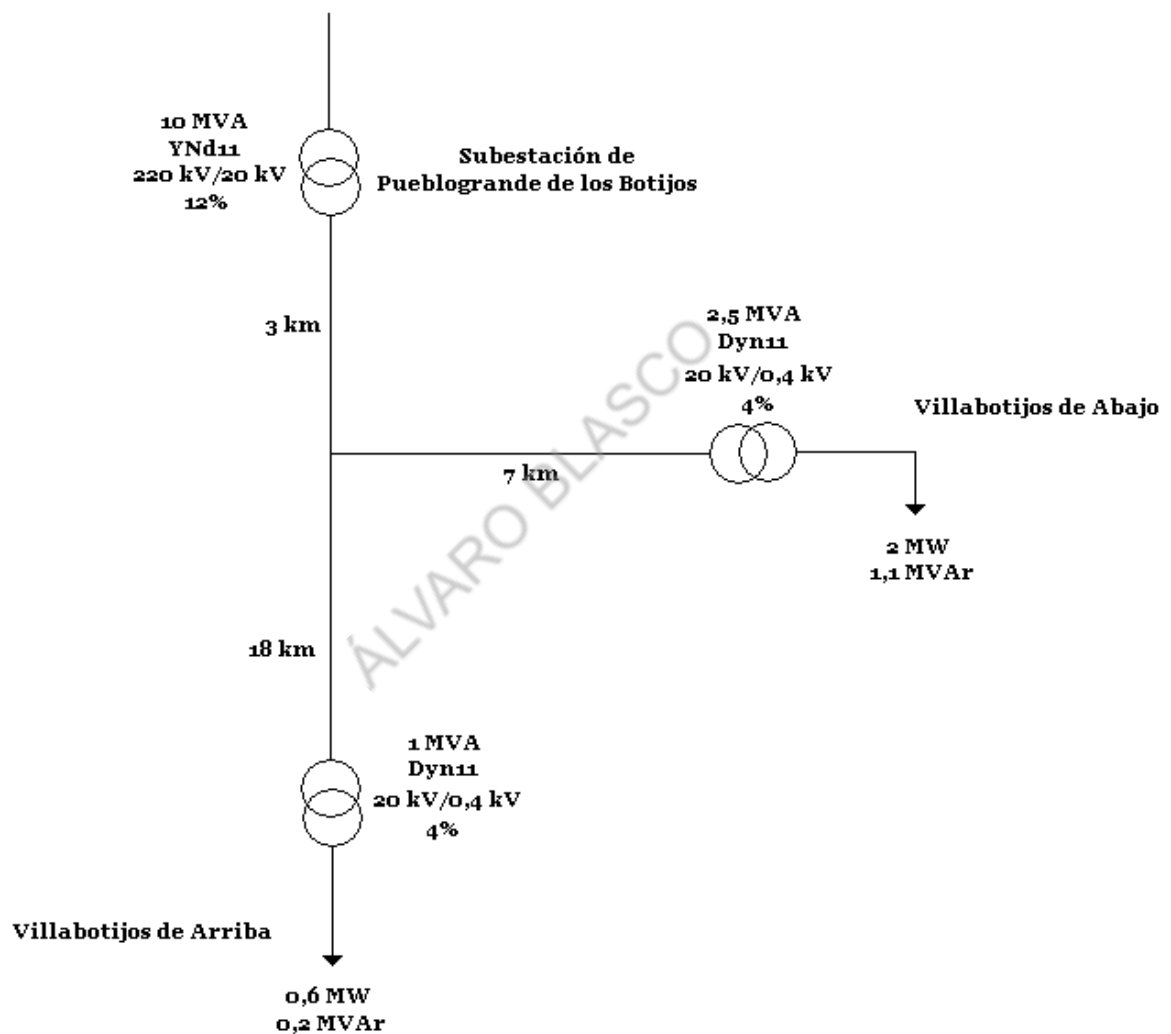 10 MVA
YNd11
220 kV/20 kV
12%
Subestación de
Pueblogrande de los Botijos
3 km
2,5 MVA
Dyn11
20 kV/0,4 kV
4%
Villabotijos de Abajo
7 km
2 MW
1,1 MVAr
ÁLVARO BLASCO
18 km
1 MVA
Dyn11
20 kV/0,4 kV
4%
Villabotijos de Arriba
0,6 MW
0,2 MVAr